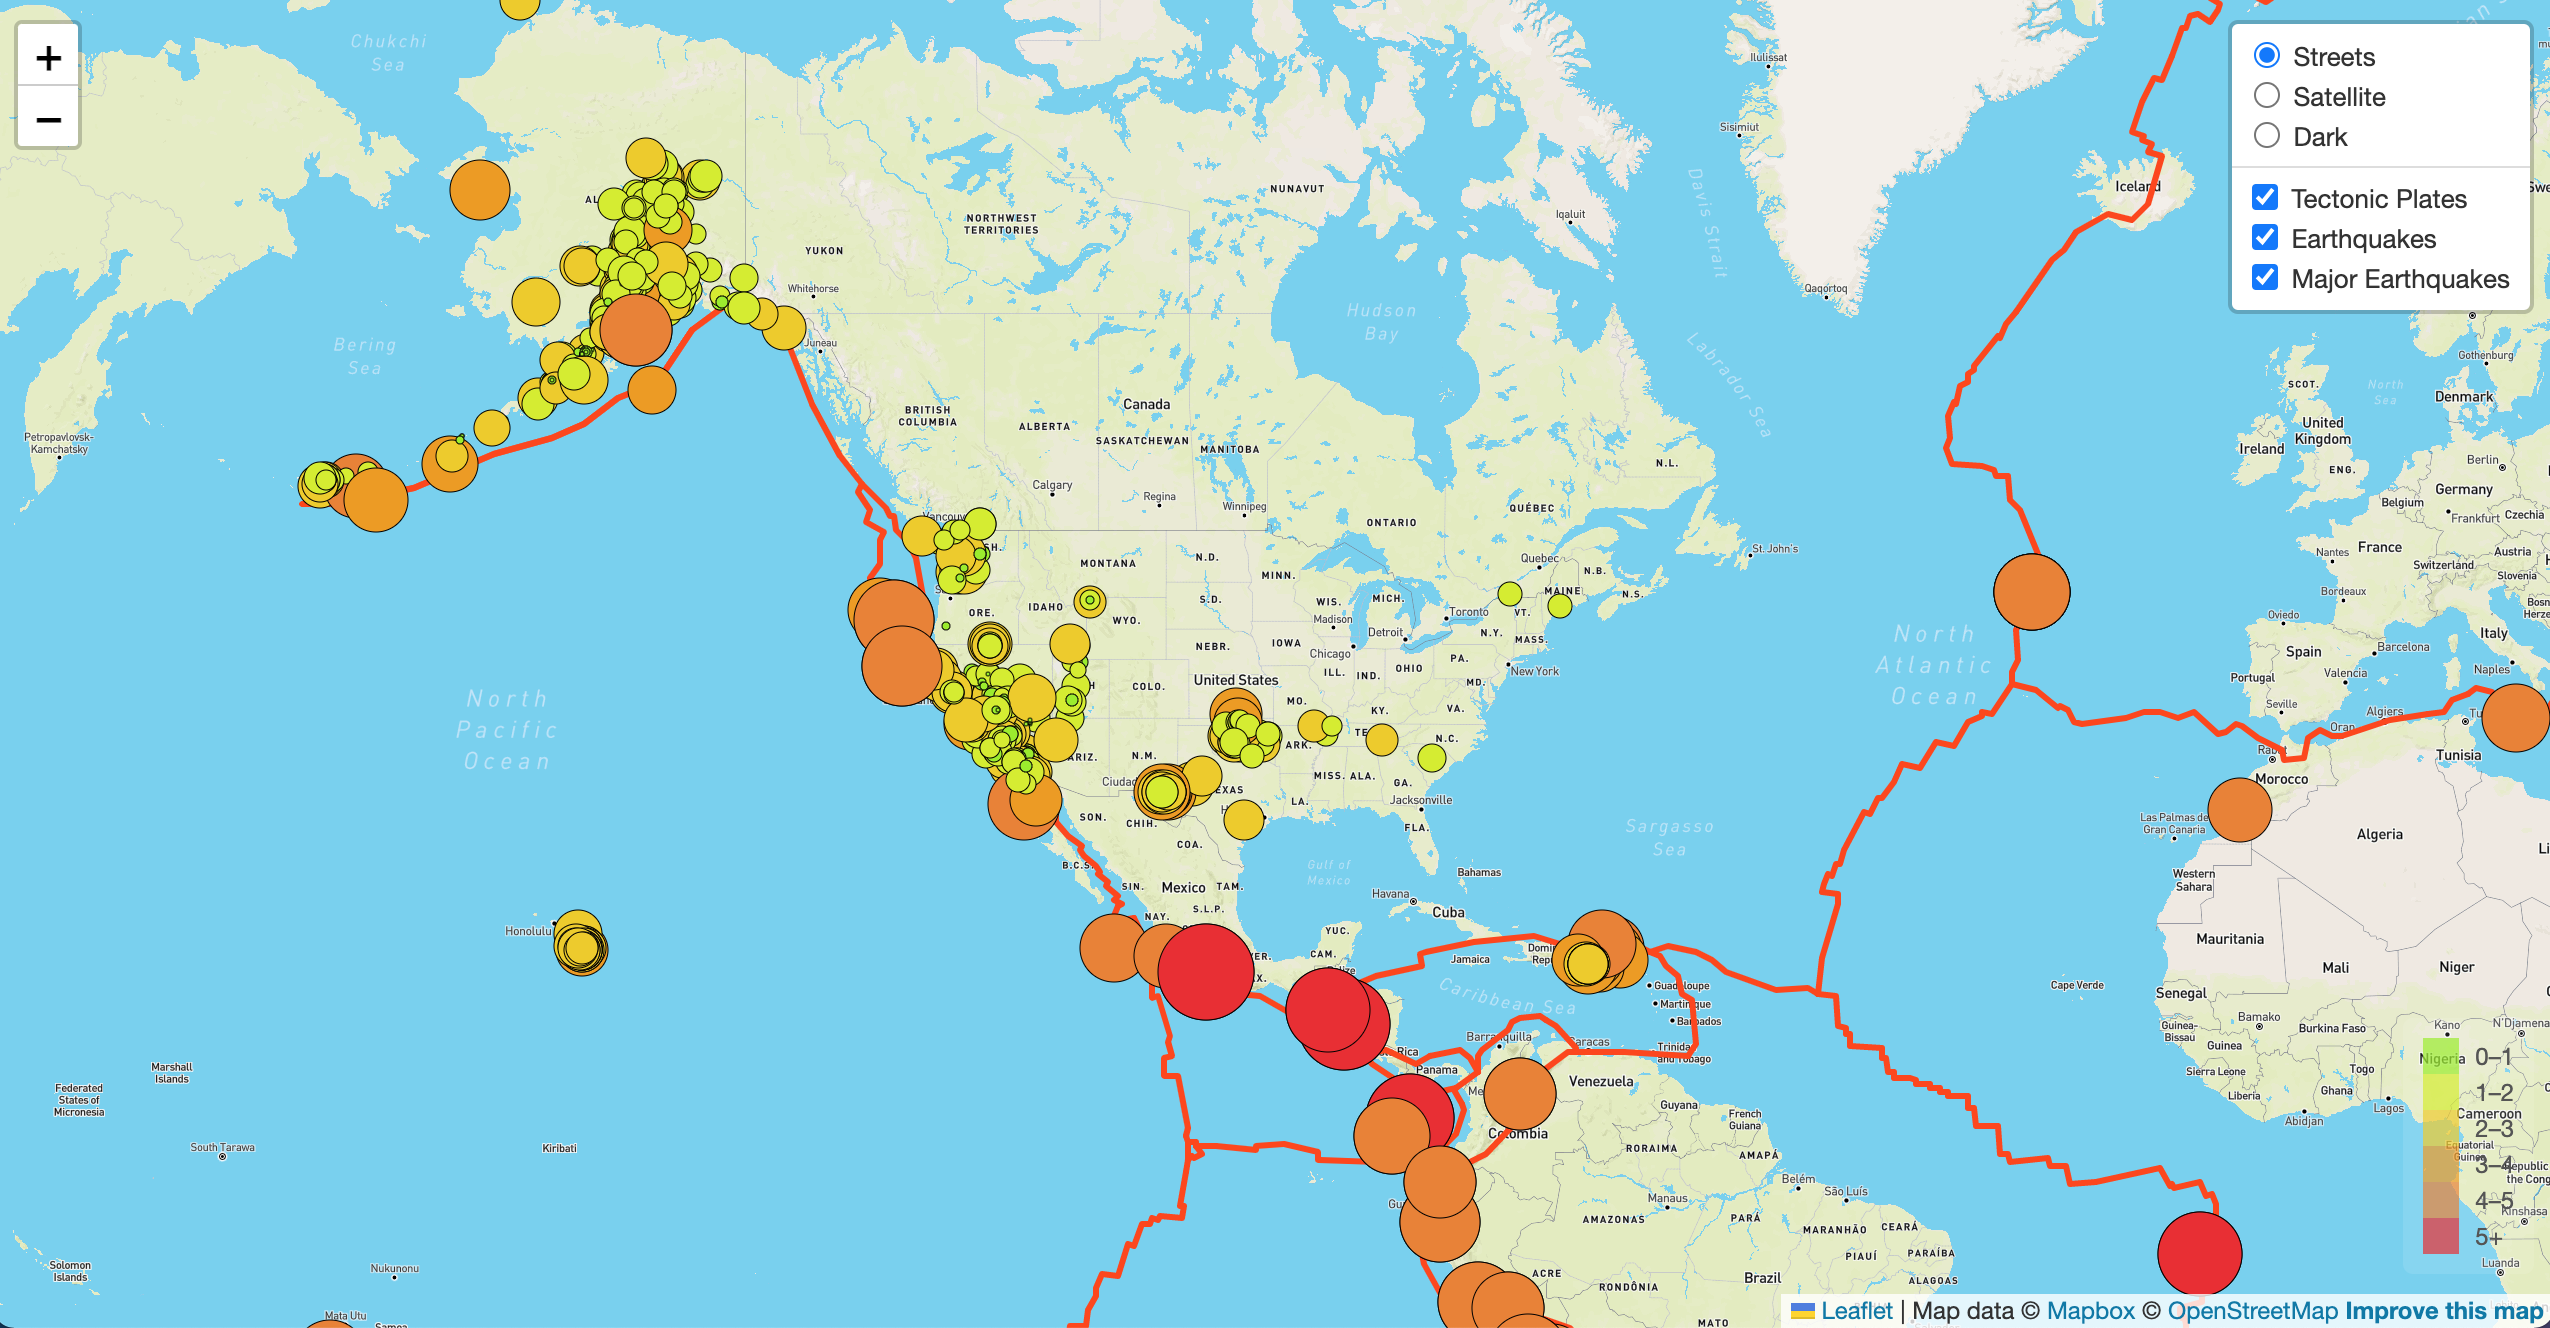 +
−
Streets
Satellite
Dark
Tectonic Plates
Earthquakes
Major Earthquakes
Chukchi
Sea
Ilulissat
Sisimiut
Iceland
NUNAVUT
Iqaluit
Davis Strait
NORTHWEST
TERRITORIES
YUKON
Whitehorse
Qaqortoq
Hudson
Bay
Bering
Sea
Juneau
Labrador Sea
Gothenburg
SCOT.
North
Sea
Denmark
BRITISH
COLUMBIA
Canada
ALBERTA
SASKATCHEWAN
MANITOBA
N.L.
United
Kingdom
Ireland
ENG.
Berlin
Petropavlovsk-
Kamchatsky
Calgary
Regina
Winnipeg
Germany
Belgium
Frankfurt
Czechia
ONTARIO
QUÉBEC
St. John's
Nantes
France
Austria
Switzerland
Slovenia
MONTANA
N.D.
MINN.
Quebec
N.B.
MAINE
N.S.
Bordeaux
IDAHO
ORE.
WYO.
S.D.
WIS.
Madison
MICH.
Toronto
VT.
Oviedo
Detroit
N.Y.
MASS.
North
Atlantic
Ocean
Italy
NEBR.
IOWA
Chicago
ILL.
IND.
OHIO
PA.
New York
Spain
Barcelona
Naples
Portugal
Valencia
COLO.
United States
MD.
MO.
KY.
VA.
Seville
Algiers
Oran
North
Pacific
Ocean
N.M.
ARK.
N.C.
Rabat
Tunisia
MISS.
ALA.
GA.
Morocco
LA.
Jacksonville
FLA.
SON.
CHIH.
COA.
Sargasso
Sea
Las Palmas de
Gran Canaria
Algeria
B.C.S.
SIN.
Mexico
TAM.
Gulf of
Mexico
Bahamas
Western
Sahara
Havana
Cuba
NAY.
S.L.P.
Honolulu
YUC.
CAM.
Jamaica
Mauritania
Mali
Niger
Caribbean Sea
Guadeloupe
Martinique
Barbados
Cape Verde
Senegal
Barranquilla
Caracas
Trinidad
and Tobago
Panama
Guinea-
Bissau
Bamako
Burkina Faso
Kano
N'Djamena
Guinea
Nigeria
0–1
Marshall
Islands
Federated
States of
Micronesia
Venezuela
Sierra Leone
Togo
Ghana
Liberia
Lagos
Abidjan
1–2
Guyana
French
Guiana
Cameroon
2–3
South Tarawa
Kiribati
Colombia
RORAIMA
AMAPÁ
Equatorial
Guinea
3–4
Belém
São Luís
Manaus
4–5
Kinshasa
AMAZONAS
PARÁ
MARANHÃO
CEARÁ
5+
PIAUÍ
PARAÍBA
Solomon
Islands
Nukunonu
ACRE
RONDÔNIA
Brazil
ALAGOAS
Luanda
Mata Utu
MATO
Leaflet | Map data © Mapbox © OpenStreetMap Improve this map